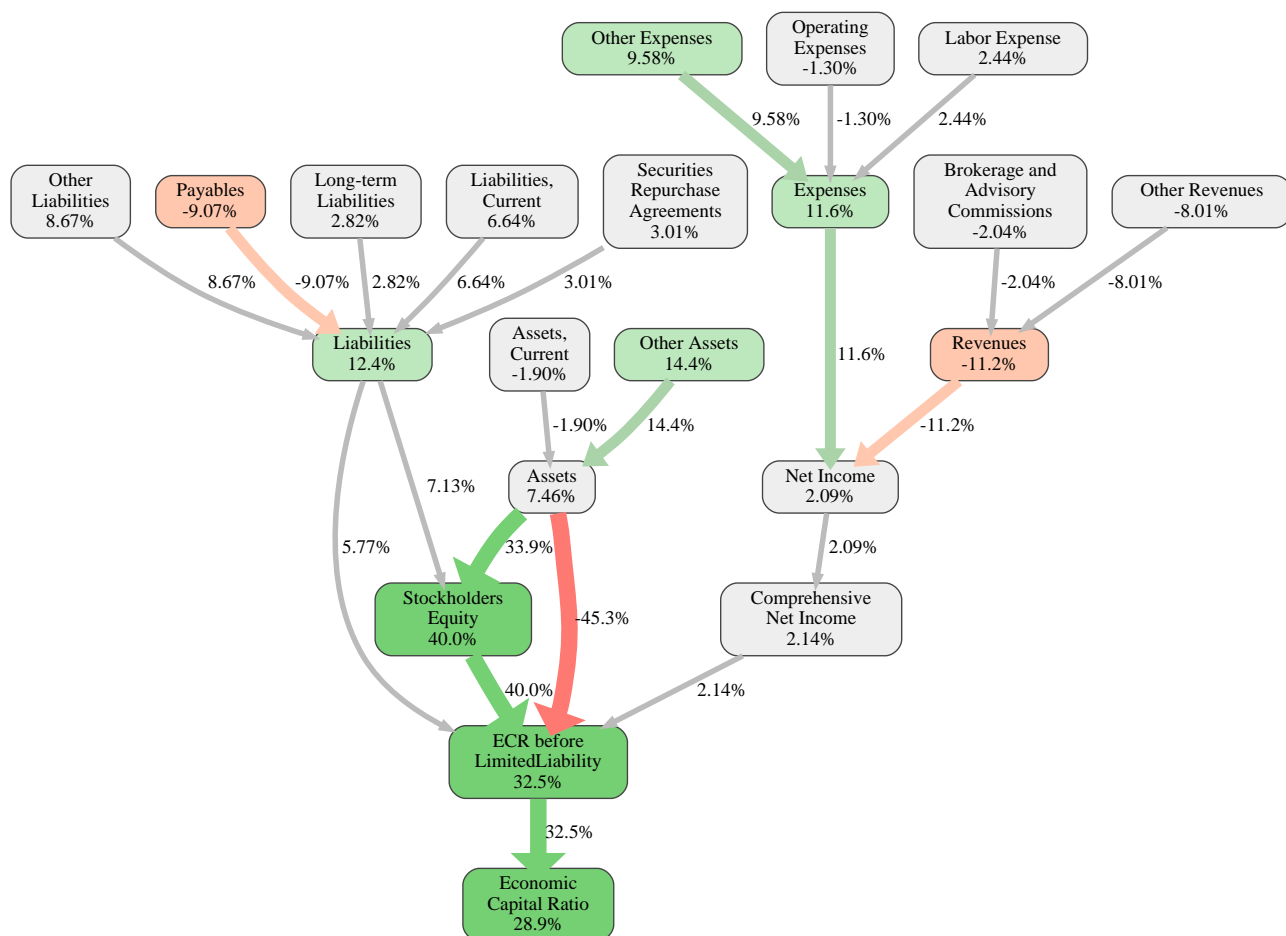 Other Expenses
9.58%
Operating
Expenses
-1.30%
Labor Expense
2.44%
9.58%
-1.30%
2.44%
Other
Liabilities
8.67%
Payables
-9.07%
Long-term
Liabilities
2.82%
Liabilities,
Current
6.64%
Securities
Repurchase
Agreements
3.01%
Expenses
11.6%
Brokerage and
Advisory
Commissions
-2.04%
Other Revenues
-8.01%
8.67%
-9.07%
2.82%
6.64%
3.01%
-2.04%
-8.01%
Liabilities
12.4%
Assets,
Current
-1.90%
Other Assets
14.4%
11.6%
Revenues
-11.2%
-1.90%
14.4%
-11.2%
Assets
7.46%
Net Income
2.09%
7.13%
5.77%
33.9%
2.09%
Stockholders
Equity
40.0%
-45.3%
Comprehensive
Net Income
2.14%
40.0%
2.14%
ECR before
LimitedLiability
32.5%
32.5%
Economic
Capital Ratio
28.9%